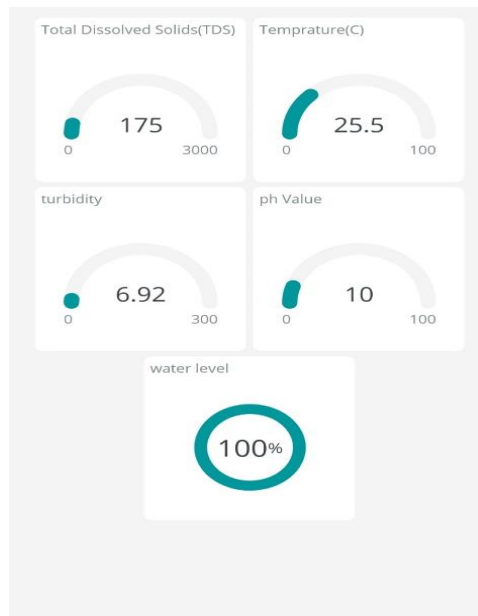 Total Dissolved Solids(TDS)
175
0 3000
Temprature(C)
25.5
0 100
turbidity
6.92
0 300
ph Value
10
0 100
water level
100%